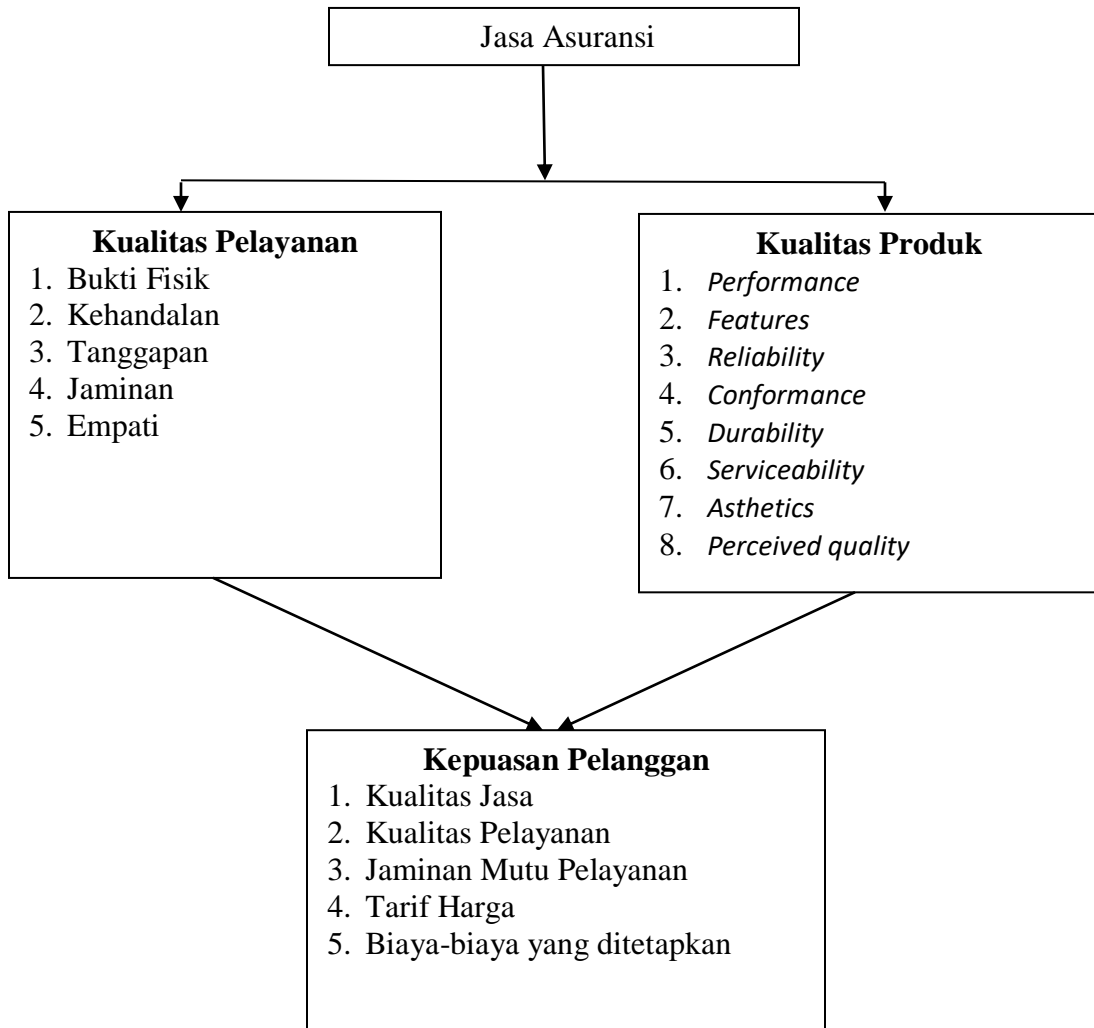 Jasa Asuransi
Kualitas Pelayanan
1. Bukti Fisik
2. Kehandalan
3. Tanggapan
4. Jaminan
5. Empati
Kualitas Produk
1. Performance
2. Features
3. Reliability
4. Conformance
5. Durability
6. Serviceability
7. Asthetics
8. Perceived quality
Kepuasan Pelanggan
1. Kualitas Jasa
2. Kualitas Pelayanan
3. Jaminan Mutu Pelayanan
4. Tarif Harga
5. Biaya-biaya yang ditetapkan